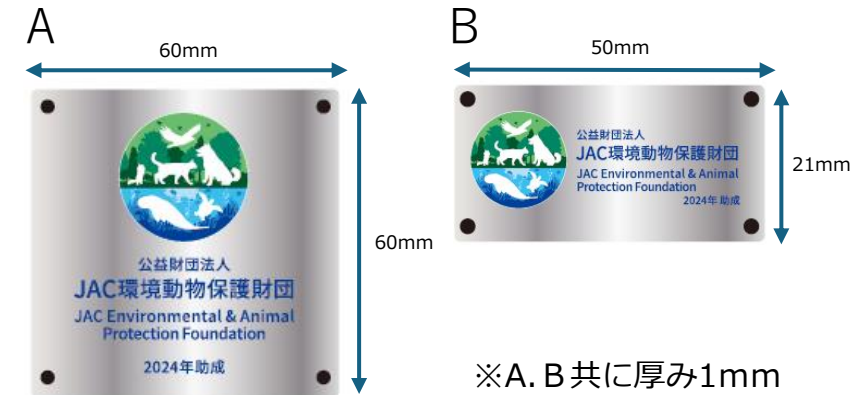 A
60mm
公益財団法人
JAC環境動物保護財団
JAC Environmental & Animal
Protection Foundation
2024年助成
60mm
B
50mm
公益財団法人
JAC環境動物保護財団
JAC Environmental & Animal
Protection Foundation
2024年 助成
21mm
※A.B共に厚み1mm